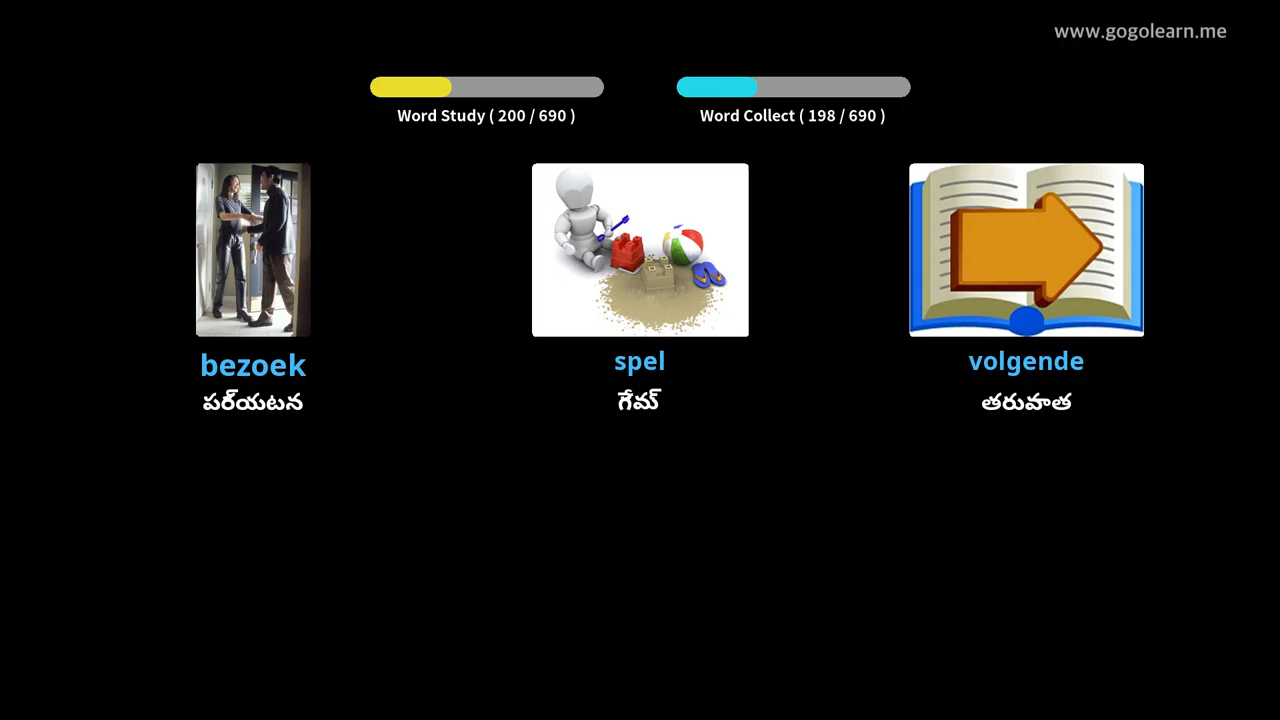 www.gogolearn.me
Word Study ( 200 / 690 )
Word Collect ( 198 / 690 )
bezoek
spel
volgende
పర్యటన
గేమ్
తరువాత